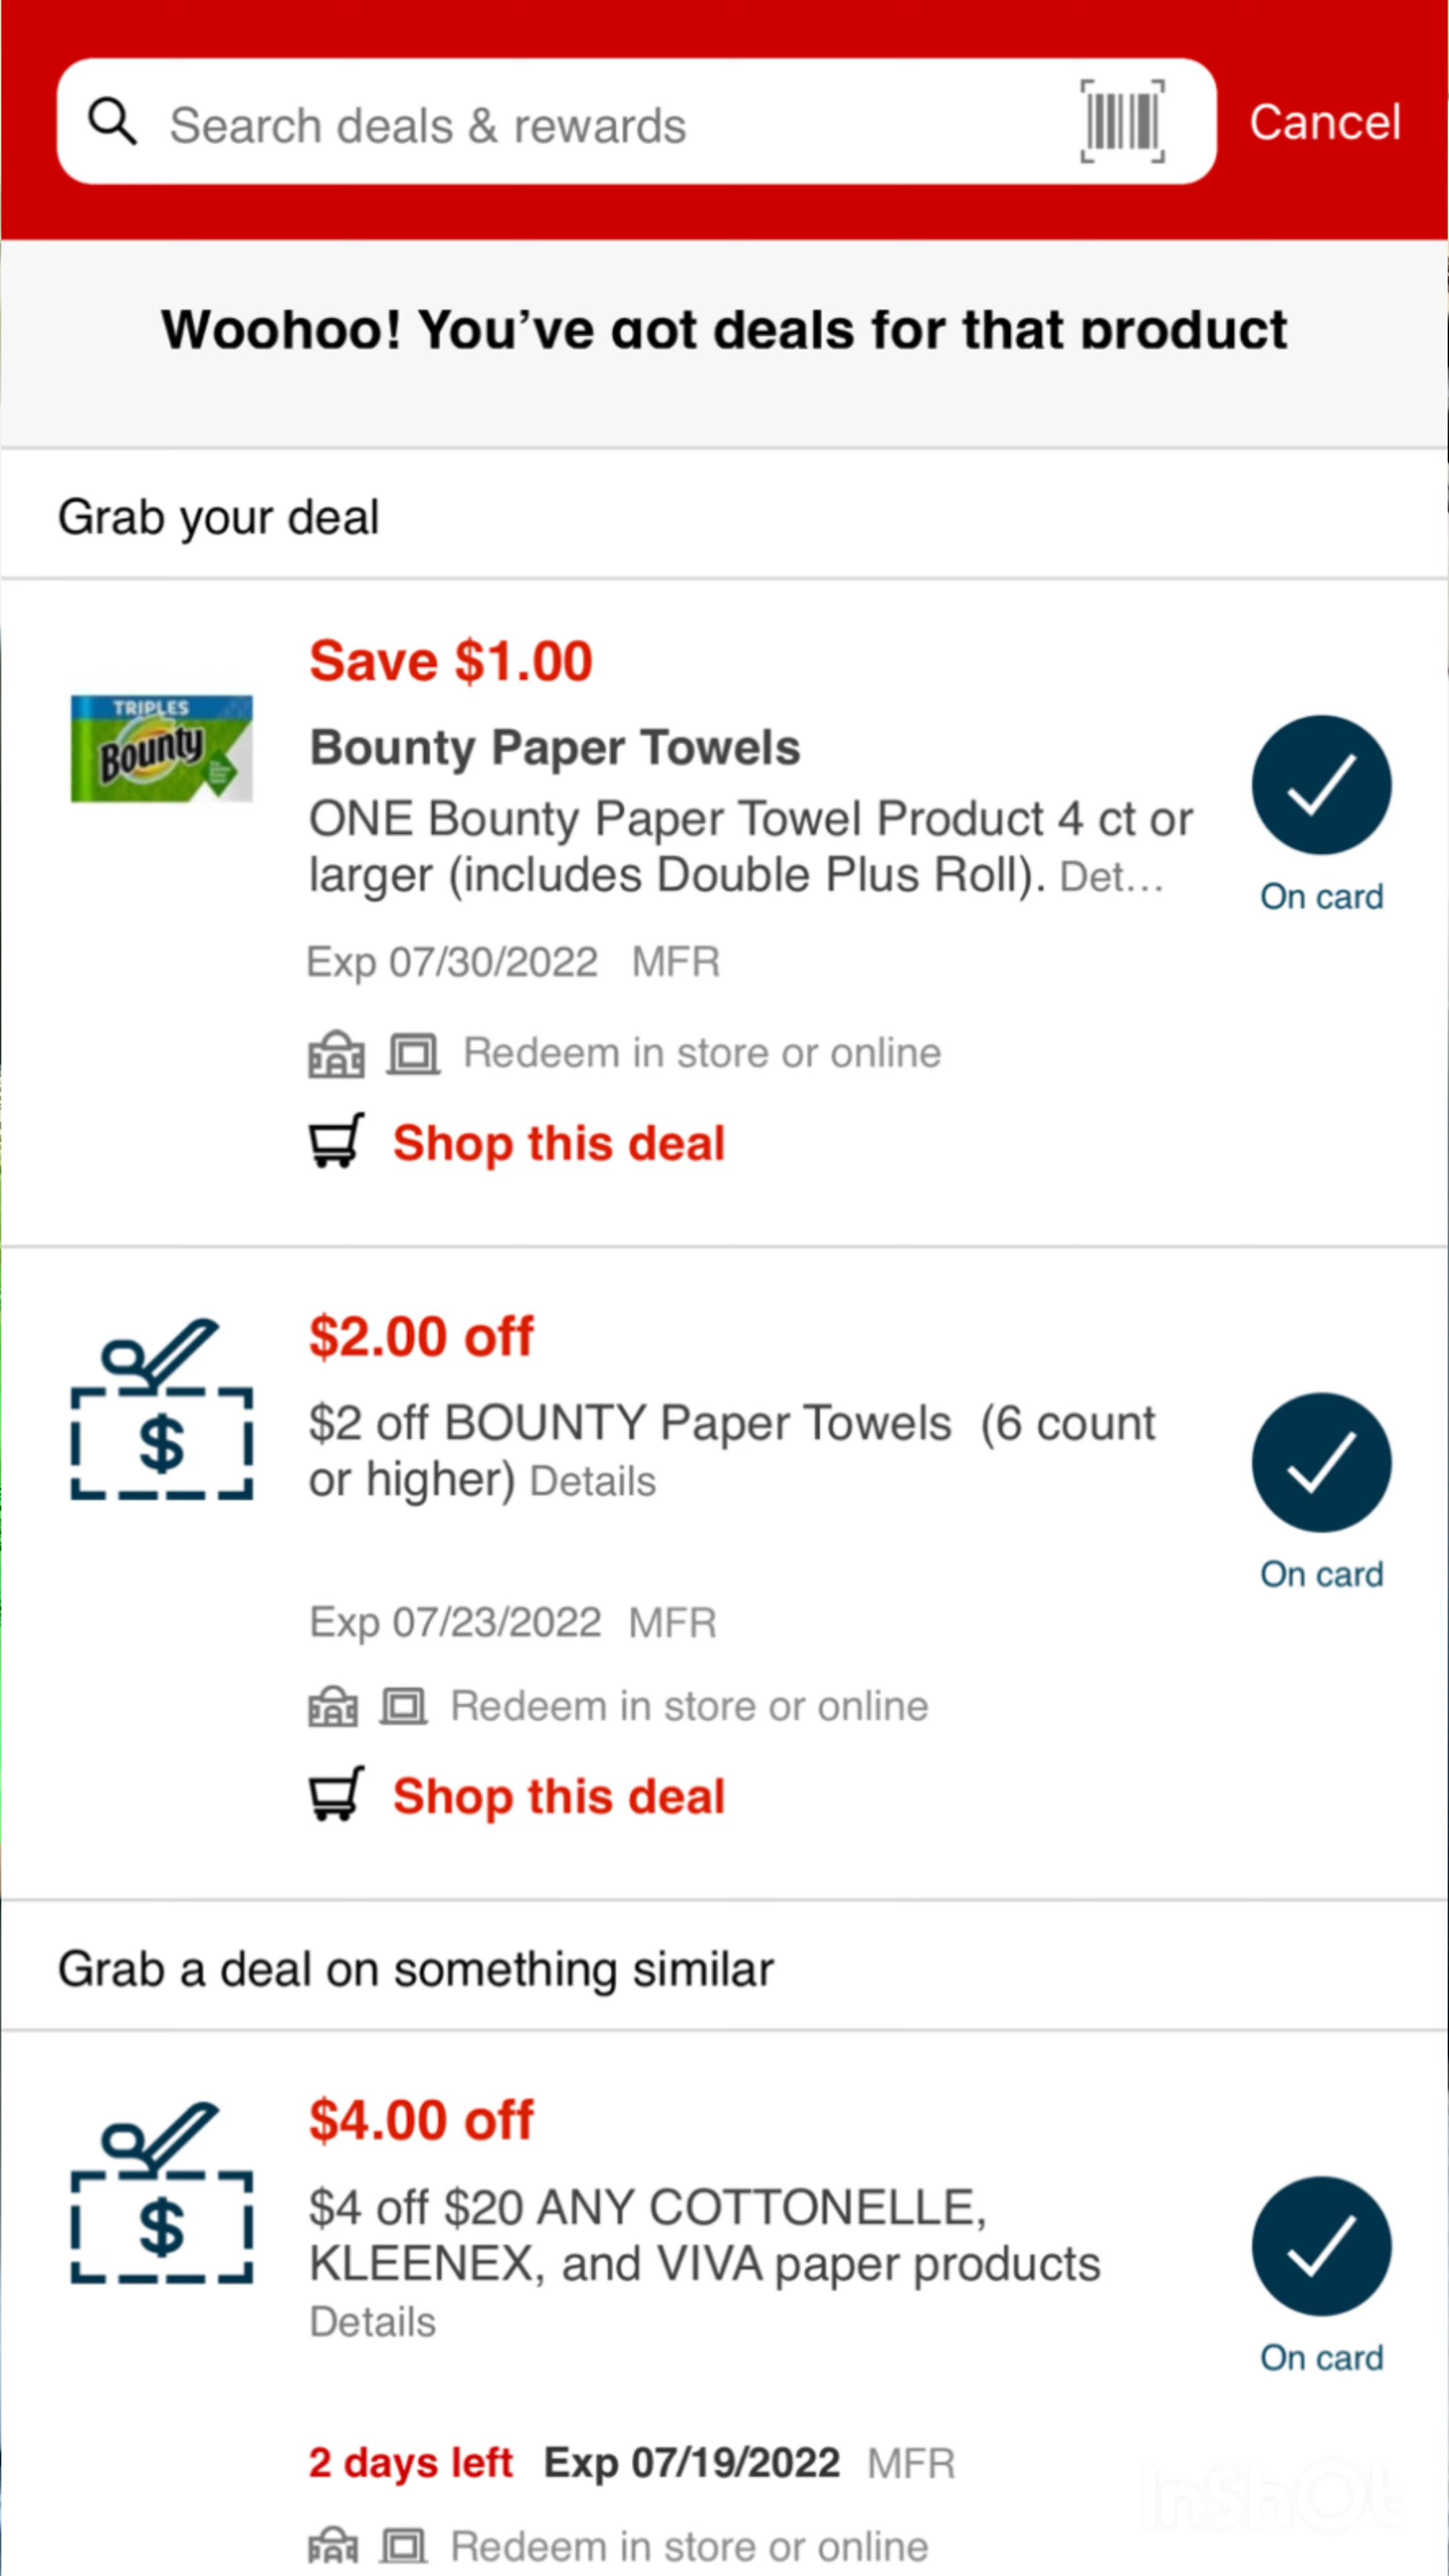 Search deals & rewards
Cancel
Woohoo! You've got deals for that product
Grab your deal
TRIPLES
Bounty
Save $1.00
Bounty Paper Towels
ONE Bounty Paper Towel Product 4 ct or
larger (includes Double Plus Roll). Det...
On card
Exp 07/30/2022 MFR
Redeem in store or online
Shop this deal
$2.00 off
$
$2 off BOUNTY Paper Towels (6 count
or higher) Details
On card
Exp 07/23/2022 MFR
Redeem in store or online
Shop this deal
Grab a deal on something similar
$4.00 off
$
$4 off $20 ANY COTTONELLE,
KLEENEX, and VIVA paper products
Details
On card
2 days left Exp 07/19/2022 MFR
InShOt
Redeem in store or online